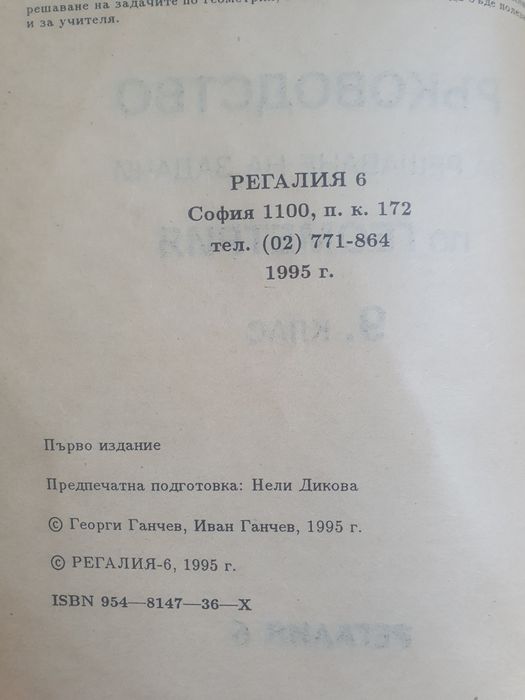 решаване на задачите по геометрия,
и за учителя.
РЕГАЛИЯ 6
София 1100, п. к. 172
тел. (02) 771-864
1995 г.
Първо издание
Предпечатна подготовка: Нели Дикова
© Георги Ганчев, Иван Ганчев, 1995 г.
© РЕГАЛИЯ-6, 1995 г.
ISBN 954—8147—36—X